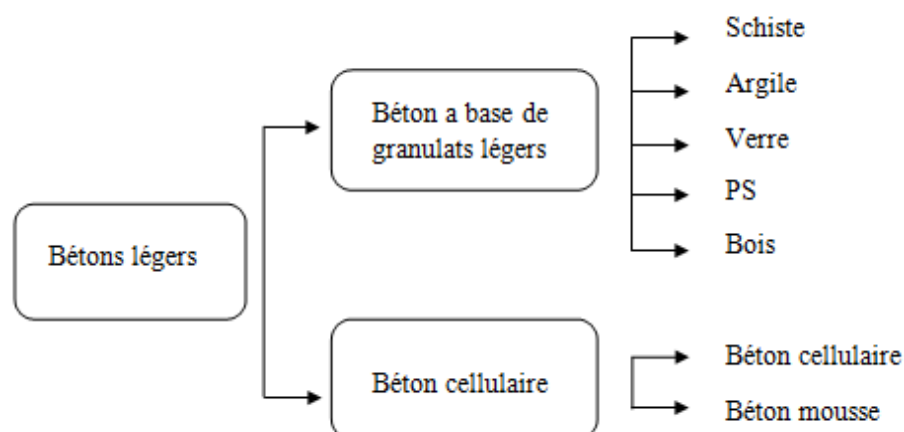 Bétons légers
Béton a base de
granulats légers
Schiste
Argile
Verre
PS
Bois
Béton cellulaire
Béton cellulaire
Béton mousse